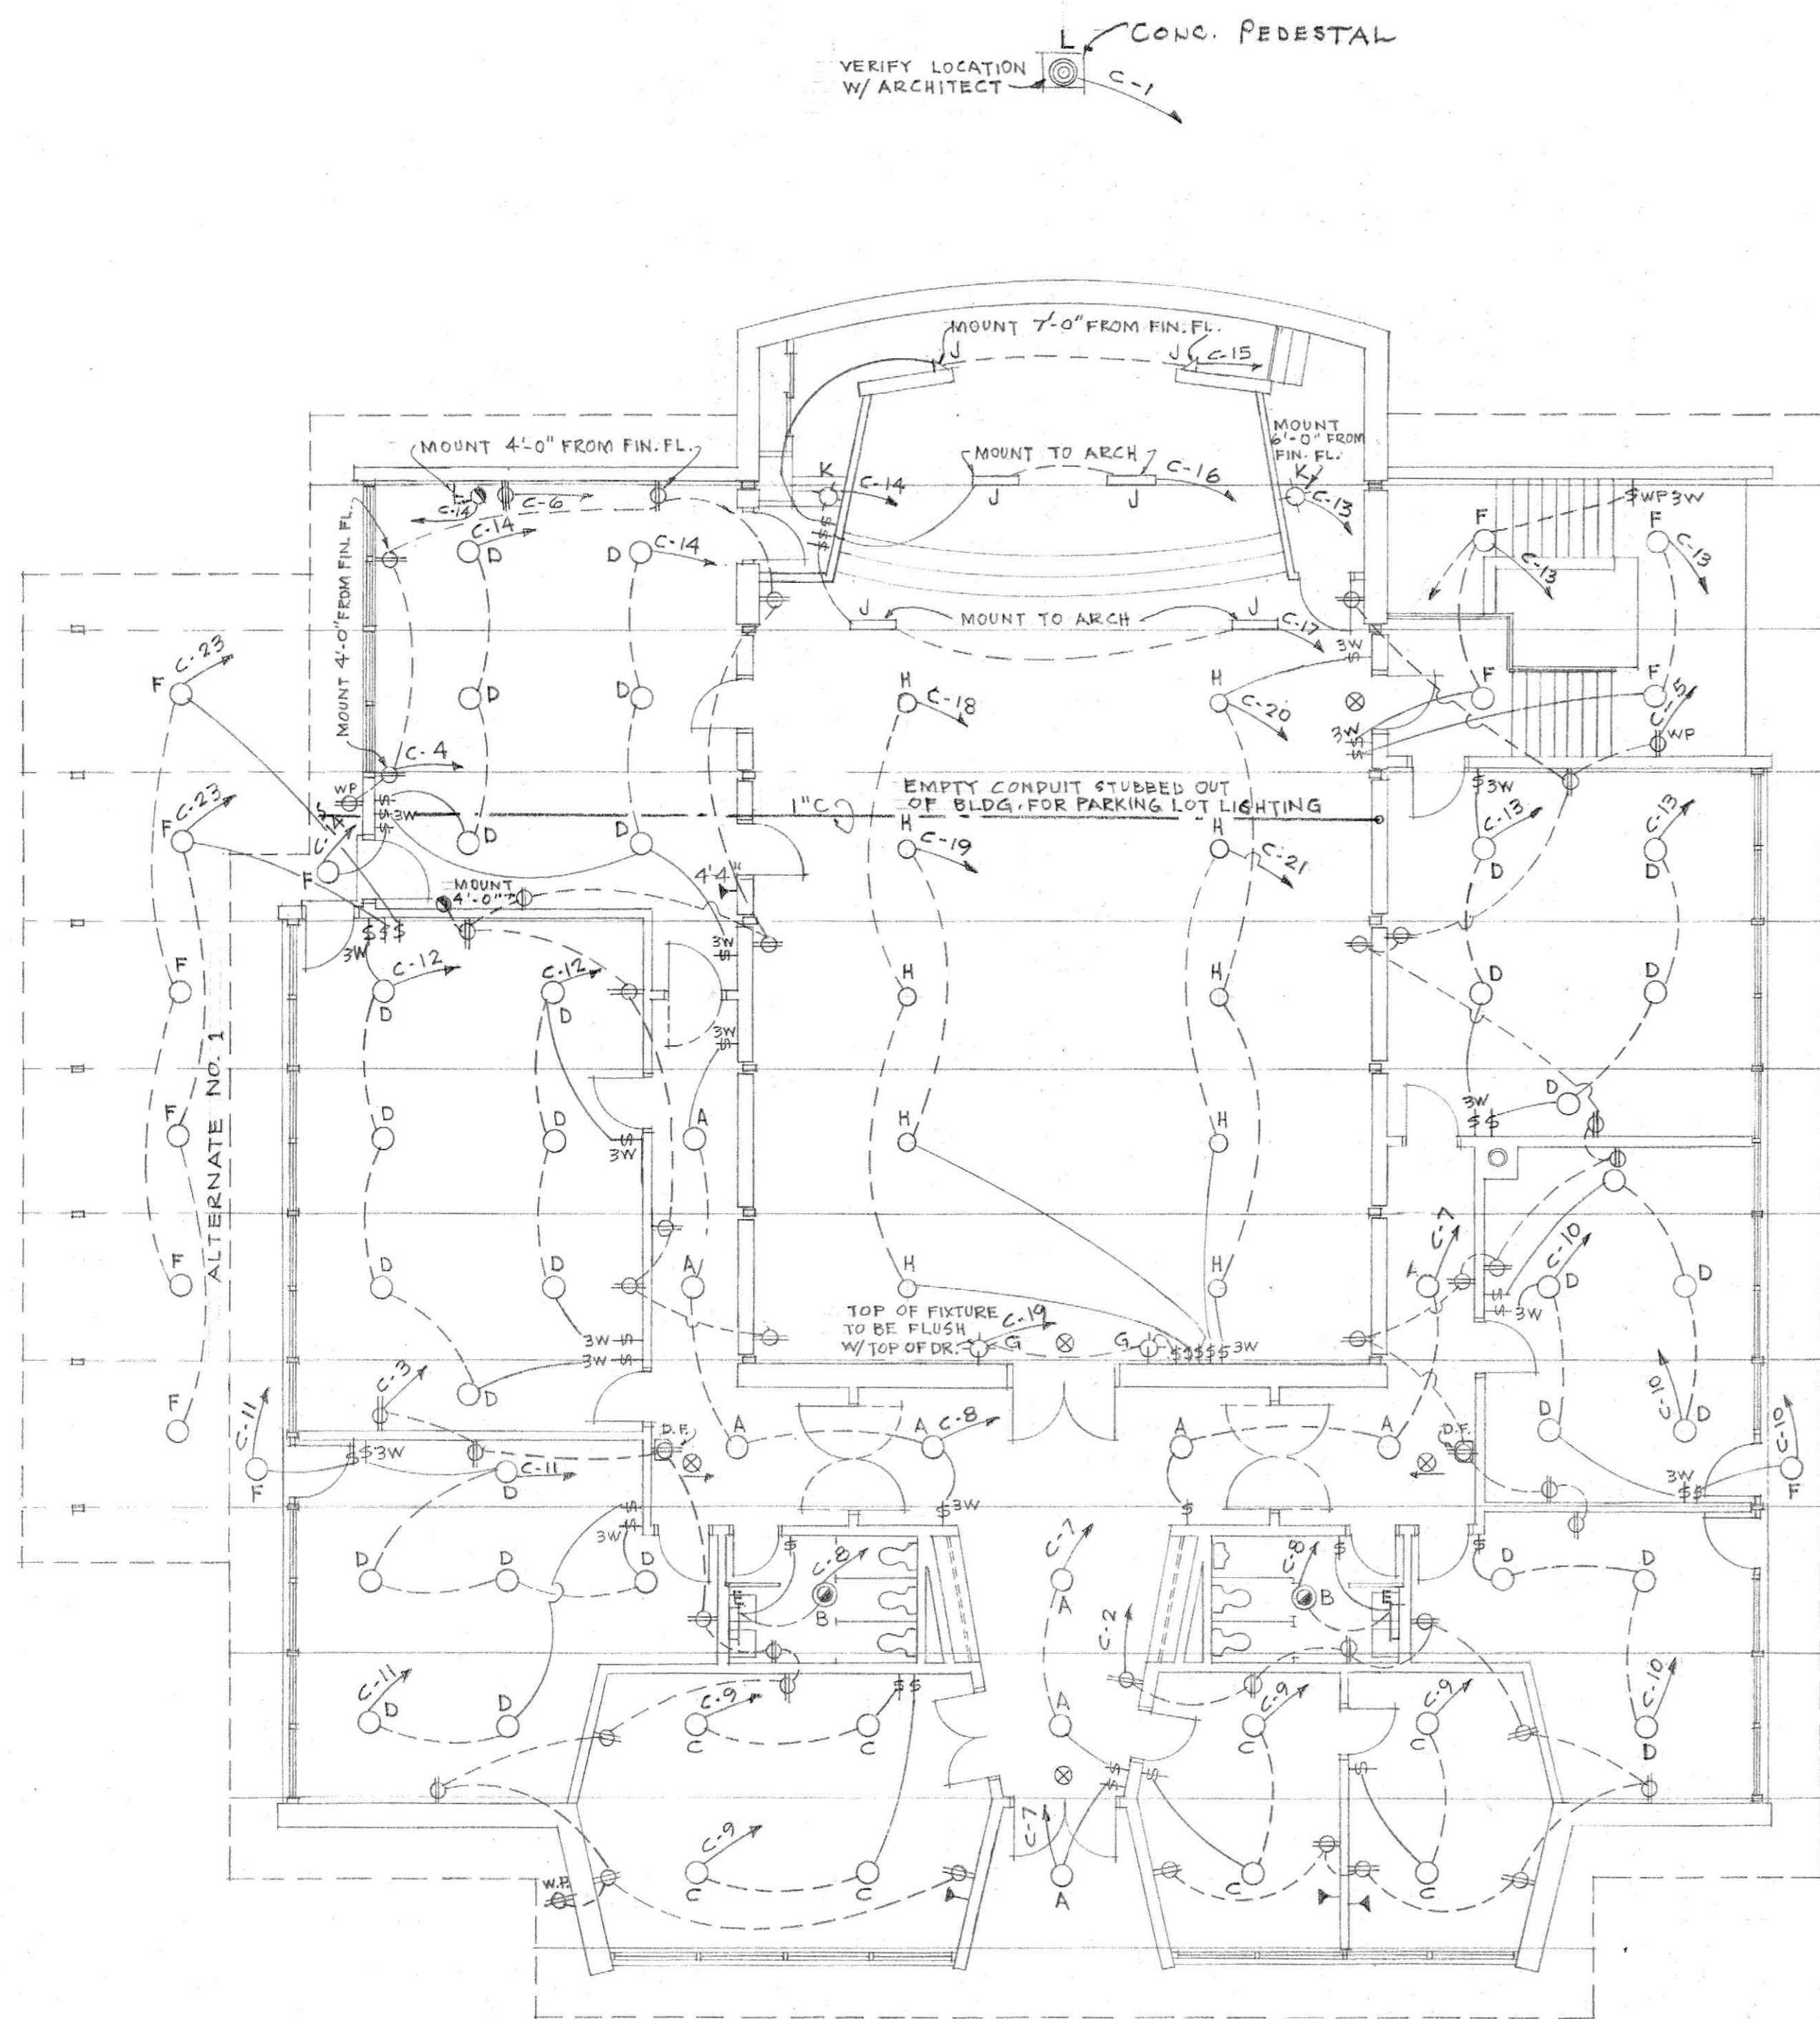 L
CONC. PEDESTAL
VERIFY LOCATION
W/ ARCHITECT
C-1
MOUNT 7'-0" FROM FIN. FL.
J
J
C-15
MOUNT 4'-0" FROM FIN. FL.
MOUNT TO ARCH
MOUNT
6'-0" FROM
FIN. FL.
K
C-14
J
J
C-16
K
C-13
C-14
C-6
C-14
D
D
C-14
$$$
$WP3W
F
C-13
F
C-13
MOUNT 4'-0" FROM FIN. FL.
J
MOUNT TO ARCH
J
C-17
3W
$
C-23
F
D
D
H
C-18
H
C-20
F
F
C-5
3W
$$
WP
C-4
WP
EMPTY CONDUIT STUBBED OUT
OF BLDG. FOR PARKING LOT LIGHTING
1"C
$3W
C-23
F
3W
D
D
H
C-19
H
C-21
C-13
D
C-13
D
F
MOUNT
4'-0"
4'4"
$$$
3W
3W
$
C-12
D
C-12
D
F
H
H
D
D
3W
$
ALTERNATE NO. 1
F
D
D
$
3W
A
H
H
D
3W
$$
F
D
D
A
H
H
A
C-7
C-10
D
D
3W
3W
3W
TOP OF FIXTURE
TO BE FLUSH
W/ TOP OF DR.
C-19
G
G
$$$$$3W
F
C-11
C-3
D
D
C-10
D
C-10
F
$$3W
C-11
D
D.F.
A
A
C-8
A
A
D.F.
3W
$$
F
3W
$3W
$
D
D
D
$
C-8
E
B
C-7
A
C-8
$
B
E
$
D
D
C-2
C-11
D
D
C-9
C
C
$$
A
C-9
C
C-9
C
C-10
D
C-7
C-9
C
C
A
C
C
W.P.